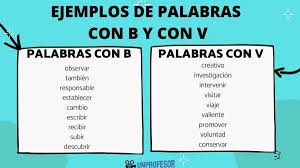 EJEMPLOS DE PALABRAS
CON B Y CON V
PALABRAS CON B
observar
también
responsable
establecer
cambio
escribir
recibir
subir
descubrir
PALABRAS CON V
creativo
investigación
intervenir
visitar
viaje
valiente
promover
voluntad
conservar
UNPROFESOR